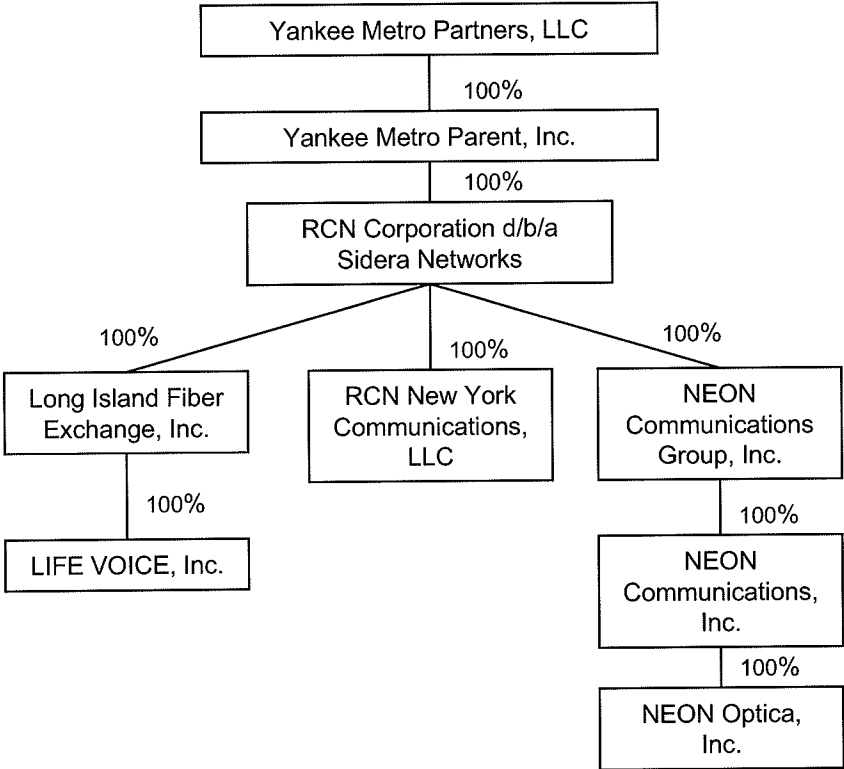 Yankee Metro Partners, LLC
100%
Yankee Metro Parent, Inc.
100%
RCN Corporation d/b/a
Sidera Networks
100%
100%
100%
Long Island Fiber
Exchange, Inc.
RCN New York
Communications,
LLC
NEON
Communications
Group, Inc.
100%
100%
LIFE VOICE, Inc.
NEON
Communications,
Inc.
100%
NEON Optica,
Inc.